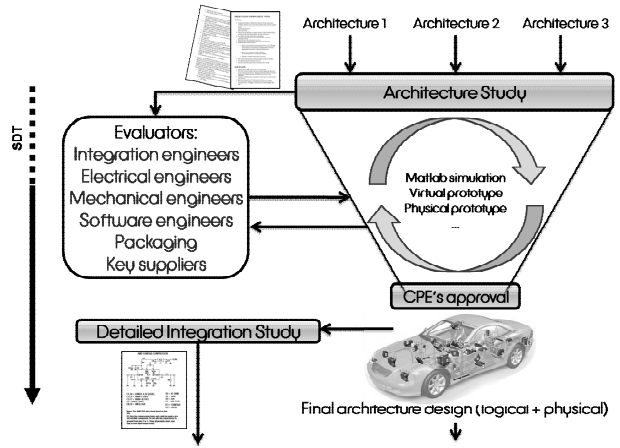 Architecture 1
Architecture 2
Architecture 3
Architecture Study
SDT
Evaluators:
Integration engineers
Electrical engineers
Mechanical engineers
Software engineers
Packaging
Key suppliers
Matlab simulation
Virtual prototype
Physical prototype
...
CPE's approval
Detailed Integration Study
Final architecture design (logical + physical)